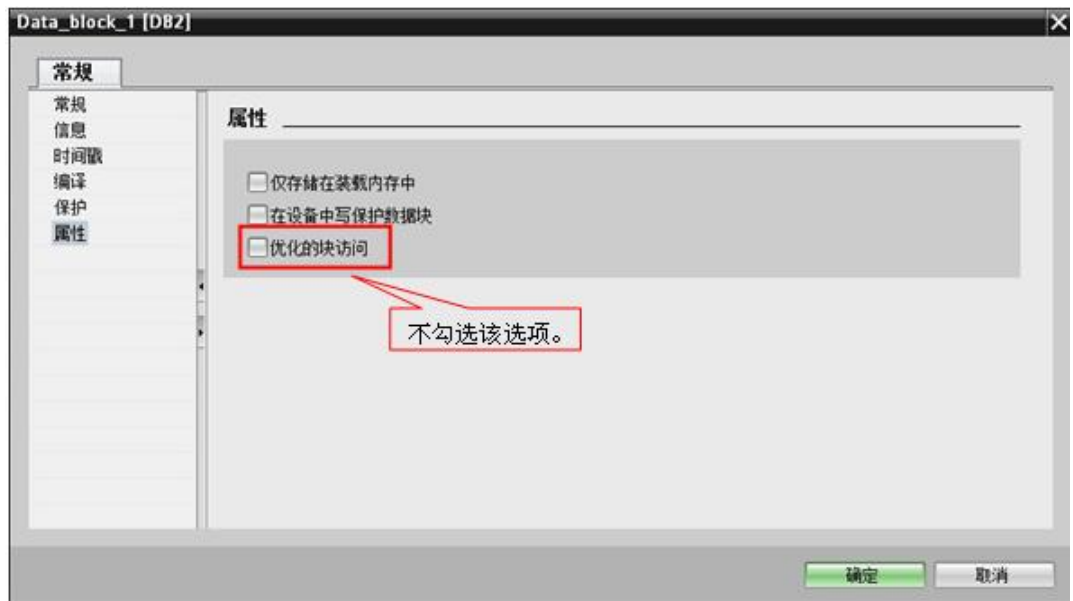 Data_block_1 [DB2]
常规
常规
信息
时间戳
编译
保护
属性
属性
仅存储在装载内存中
在设备中写保护数据块
优化的块访问
不勾选该选项。
确定
取消